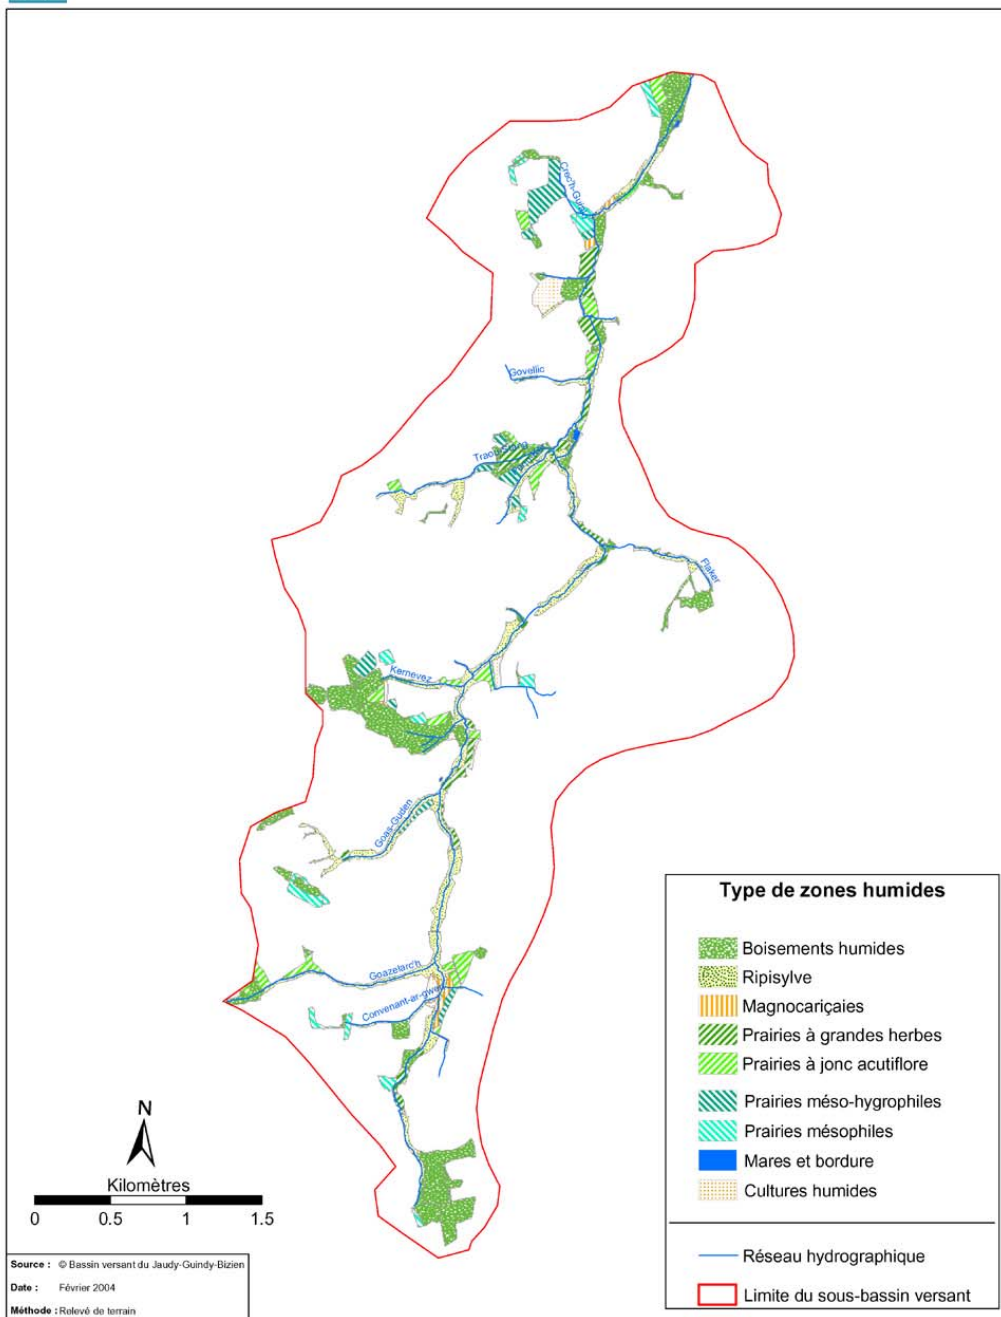 Crec'h-Guen
Govellic
Flaker
Kernevez
Goas-Guden
Goazelarc'h
Convenant-ar-gwer
Type de zones humides
Boisements humides
Ripisylve
Magnocariçaies
Prairies à grandes herbes
Prairies à jonc acutiflore
Prairies méso-hygrophiles
Prairies mésophiles
Mares et bordure
Cultures humides
Réseau hydrographique
Limite du sous-bassin versant
N
Kilomètres
0 0.5 1 1.5
Source : © Bassin versant du Jaudy-Guindy-Bizien
Date : Février 2004
Méthode : Relevé de terrain